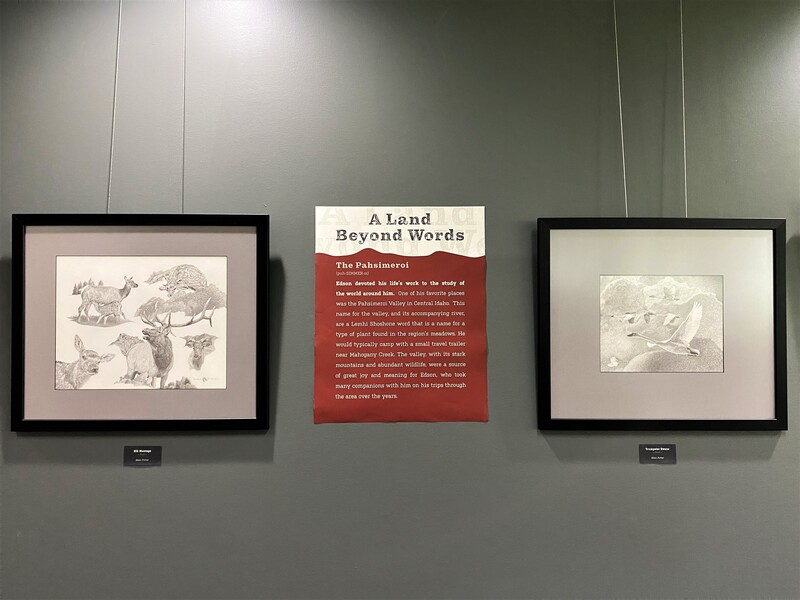 A Land
Beyond Words
The Pahsimeroi
Edson devoted his life's work to the study of
the world around him. One of his favorite places
was the Pahsimeroi Valley in Central Idaho. This
name for the valley, and its accompanying river,
are a Lemhi Shoshone word that is a name for a
type of plant found in the region's meadows. He
would typically camp with a small travel trailer
near Mahogany Creek. The valley, with its stark
mountains and abundant wildlife, were a source
of great joy and meaning for Edson, who took
many companions with him on his trips through
the area over the years.
Elk Montage
Trumpeter Swans